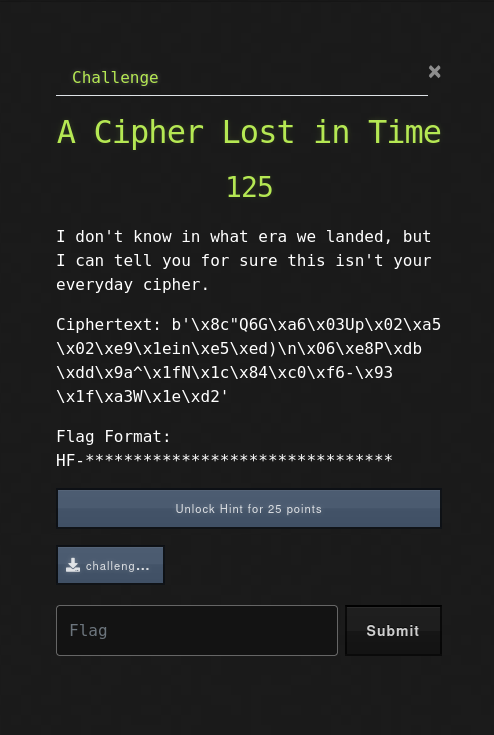 Challenge
×
A Cipher Lost in Time
125
I don't know in what era we landed, but
I can tell you for sure this isn't your
everyday cipher.
Ciphertext: b'\x8c"Q6G\xa6\x03Up\x02\xa5
\x02\xe9\x1ein\xe5\xed)\n\x06\xe8P\xdb
\xdd\x9a^\x1fN\x1c\x84\xc0\xf6-\x93
\x1f\xa3W\x1e\xd2'
Flag Format:
HF-********************************
Unlock Hint for 25 points
challeng...
Flag
Submit